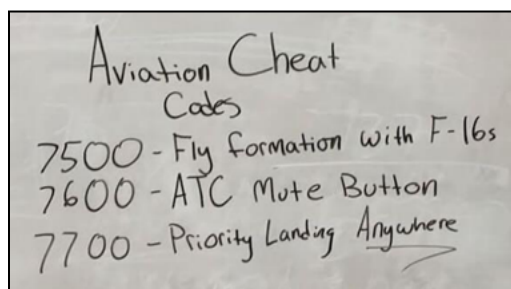 Aviation Cheat
Codes
7500 - Fly formation with F-16s
7600 - ATC Mute Button
7700 - Priority Landing Anywhere